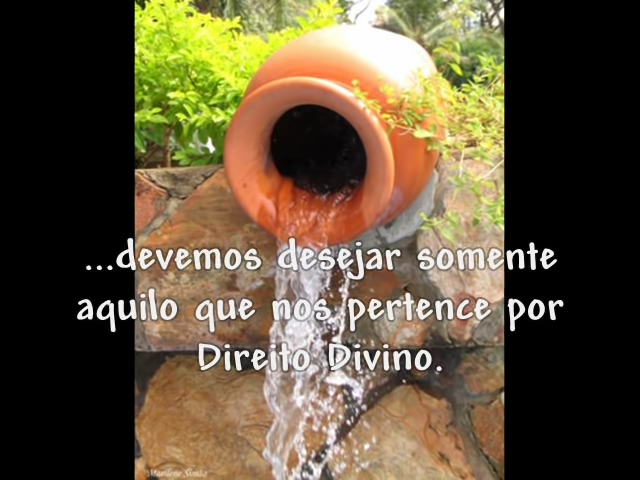 ...devemos desejar somente
aquilo que nos pertence por
Direito Divino.